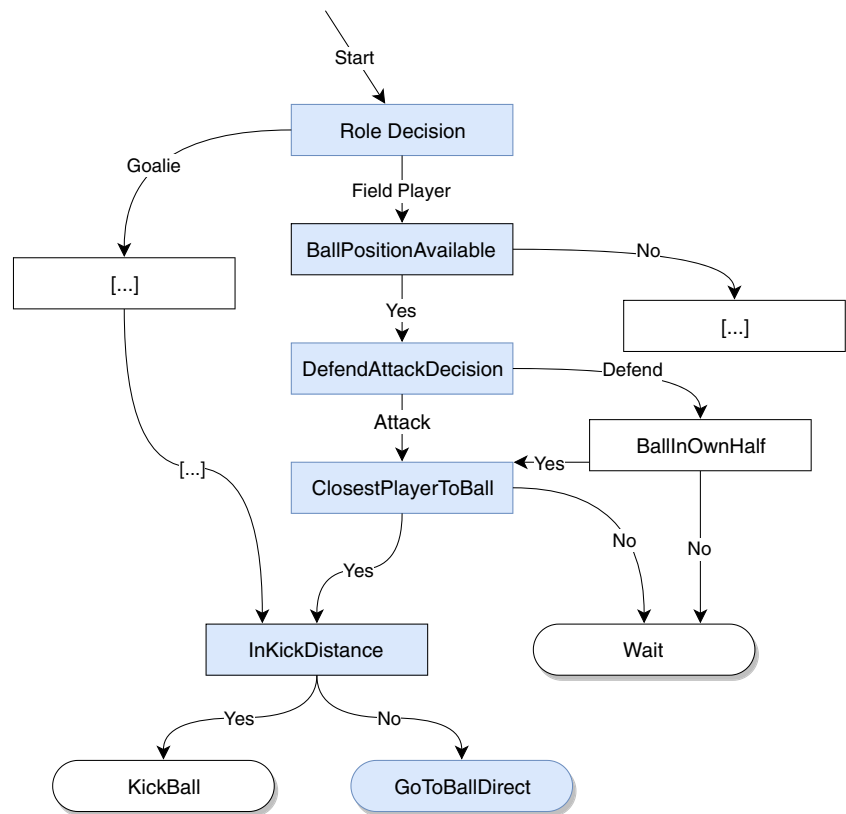 Start
Role Decision
Goalie
Field Player
BallPositionAvailable
No
[...]
Yes
[...]
DefendAttackDecision
Defend
Attack
BallInOwnHalf
Yes
[...]
ClosestPlayerToBall
No
No
Yes
InKickDistance
Wait
Yes
No
KickBall
GoToBallDirect